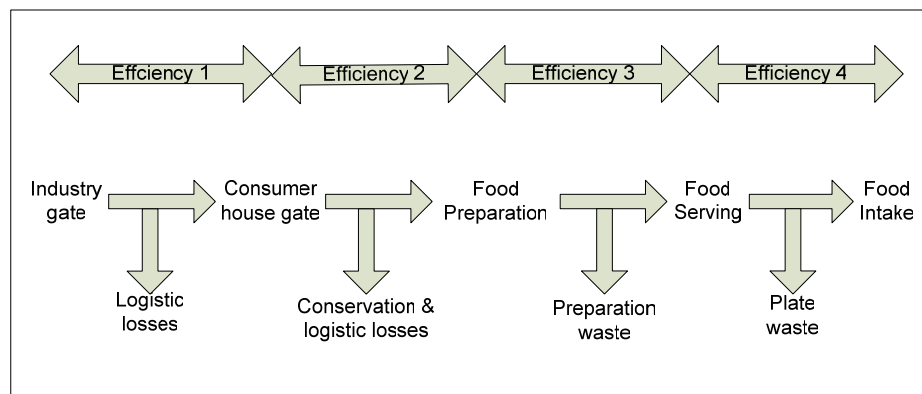 Effciency 1
Efficiency 2
Efficiency 3
Efficiency 4
Industry
gate
Consumer
house gate
Food
Preparation
Food
Serving
Food
Intake
Logistic
losses
Conservation &
logistic losses
Preparation
waste
Plate
waste